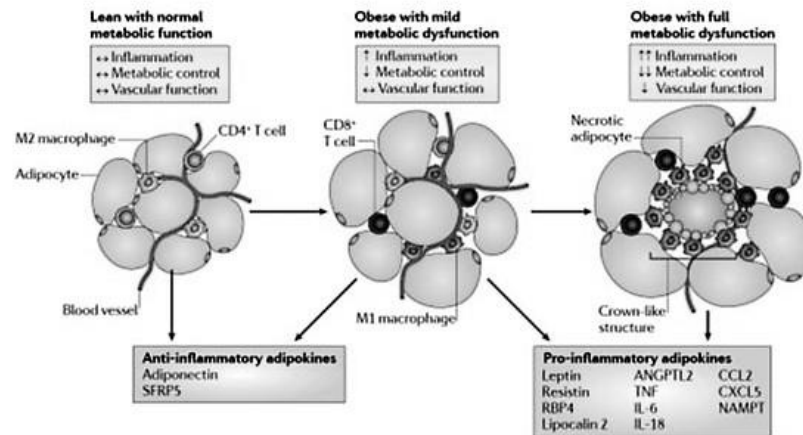 Lean with normal
metabolic function
↔ Inflammation
↔ Metabolic control
↔ Vascular function
Obese with mild
metabolic dysfunction
↑ Inflammation
↓ Metabolic control
↔ Vascular function
Obese with full
metabolic dysfunction
↑↑ Inflammation
↓↓ Metabolic control
↓ Vascular function
M2 macrophage
CD4⁺ T cell
Adipocyte
Blood vessel
CD8⁺
T cell
M1 macrophage
Necrotic
adipocyte
Crown-like
structure
Anti-inflammatory adipokines
Adiponectin
SFRP5
Pro-inflammatory adipokines
Leptin ANGPTL2 CCL2
Resistin TNF CXCL5
RBP4 IL-6 NAMPT
Lipocalin 2 IL-18